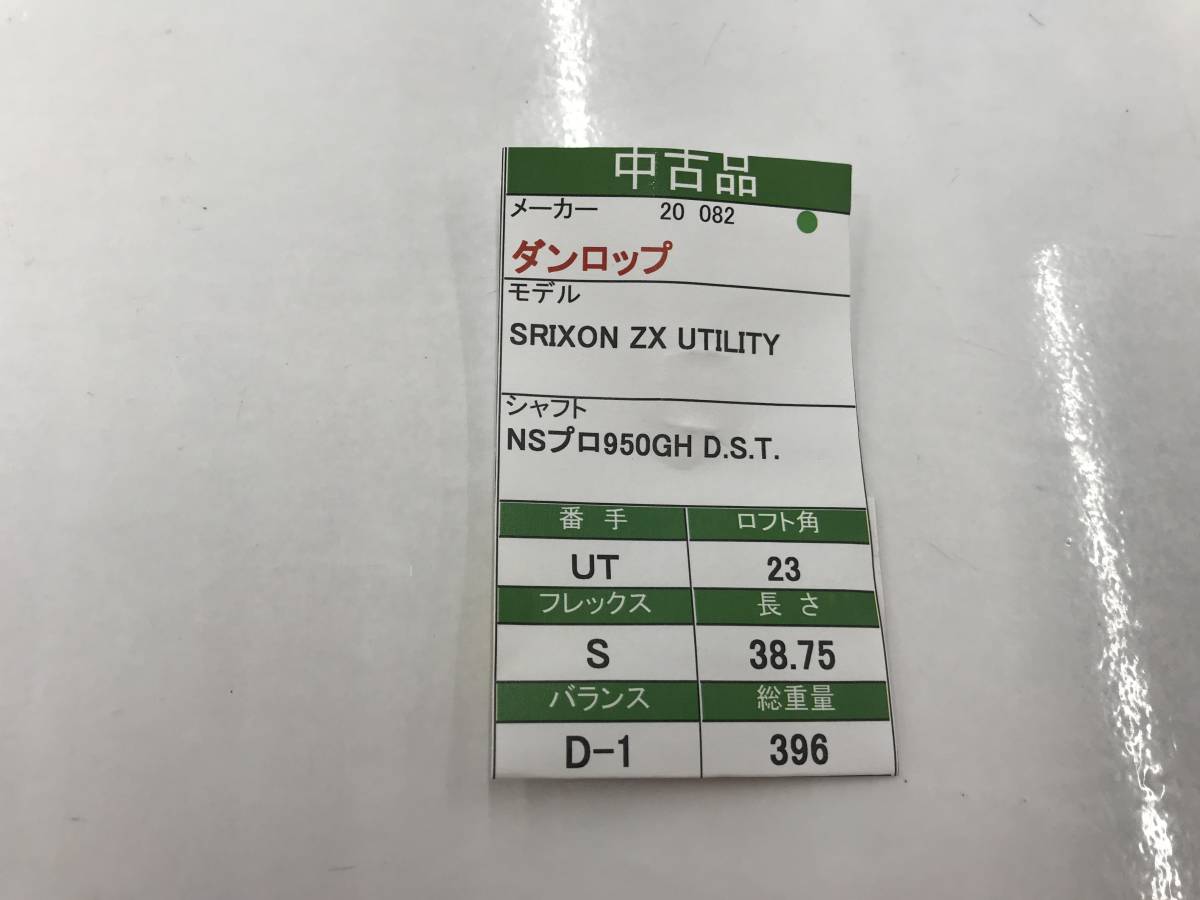 中古品
メーカー 20 082
ダンロップ
モデル
SRIXON ZX UTILITY
シャフト
NSプロ950GH D.S.T.
番 手 ロフト角
UT 23
フレックス 長 さ
S 38.75
バランス 総重量
D-1 396